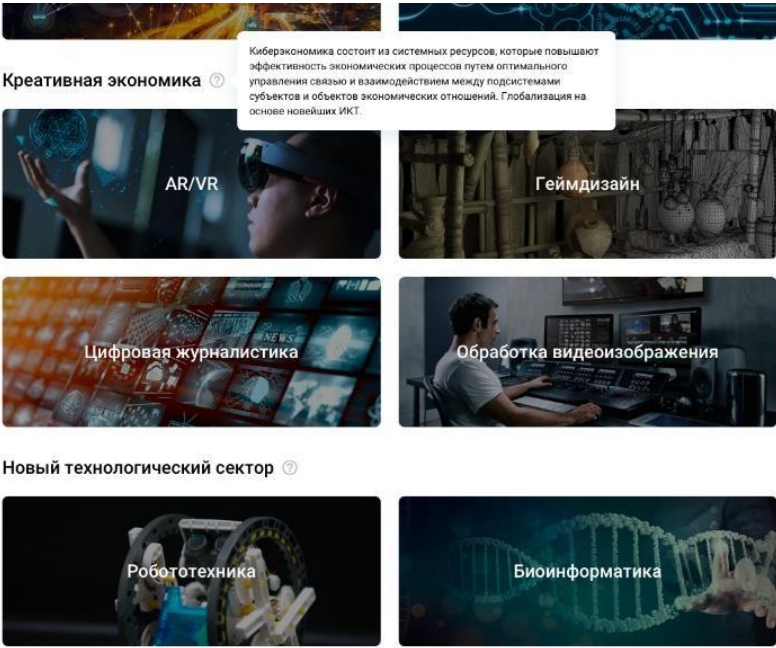 Киберэкономика состоит из системных ресурсов, которые повышают
эффективность экономических процессов путем оптимального
управления связью и взаимодействием между подсистемами
субъектов и объектов экономических отношений. Глобализация на
основе новейших ИКТ.
Креативная экономика ?
AR/VR
Геймдизайн
Цифровая журналистика
NEWS
Обработка видеоизображения
Новый технологический сектор ?
Робототехника
Биоинформатика